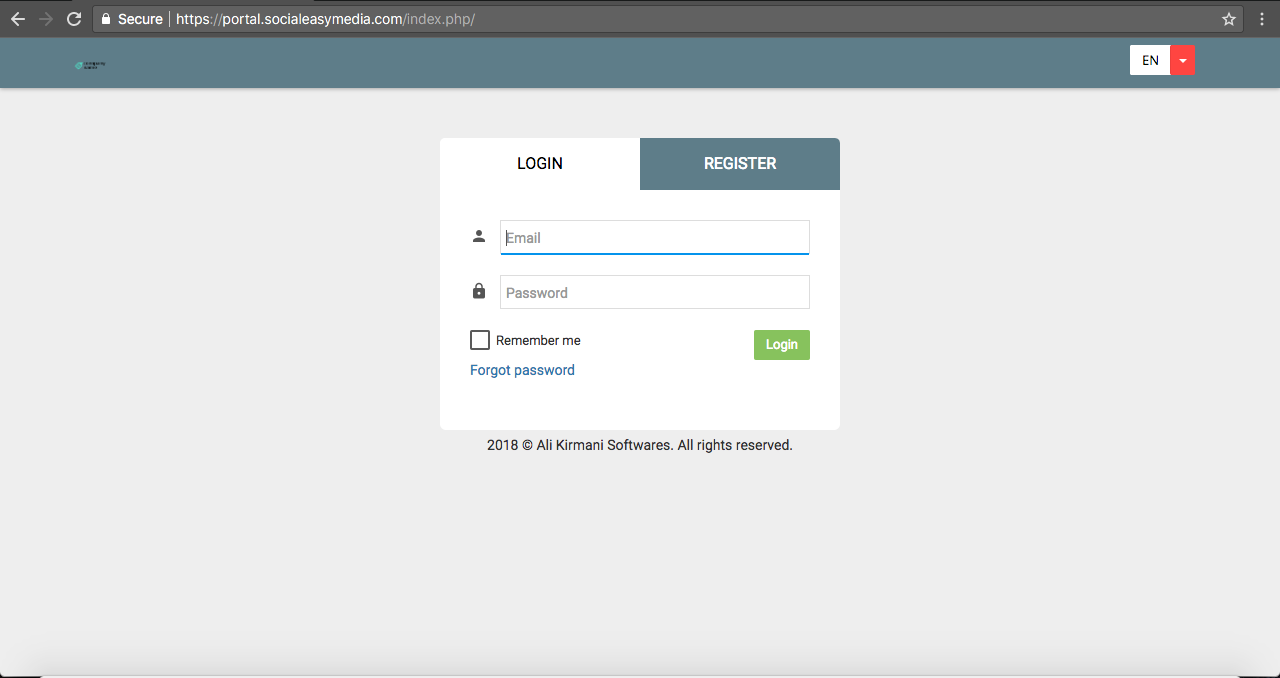 Secure | https://portal.socialeasymedia.com/index.php/
EN
LOGIN
REGISTER
Email
Password
Remember me
Login
Forgot password
2018 © Ali Kirmani Softwares. All rights reserved.